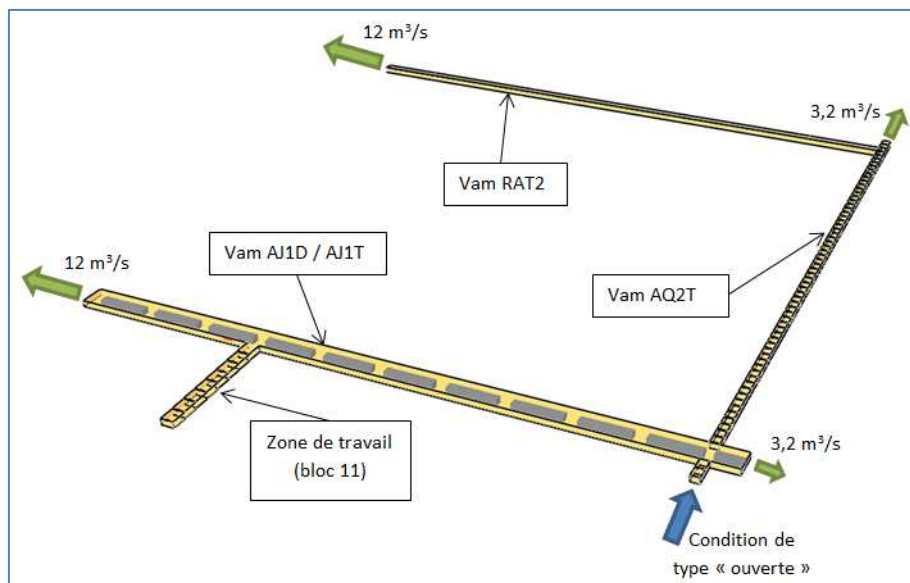 12 m³/s
3,2 m³/s
Vam RAT2
Vam AJ1D / AJ1T
12 m³/s
Vam AQ2T
Zone de travail
(bloc 11)
3,2 m³/s
Condition de
type « ouverte »